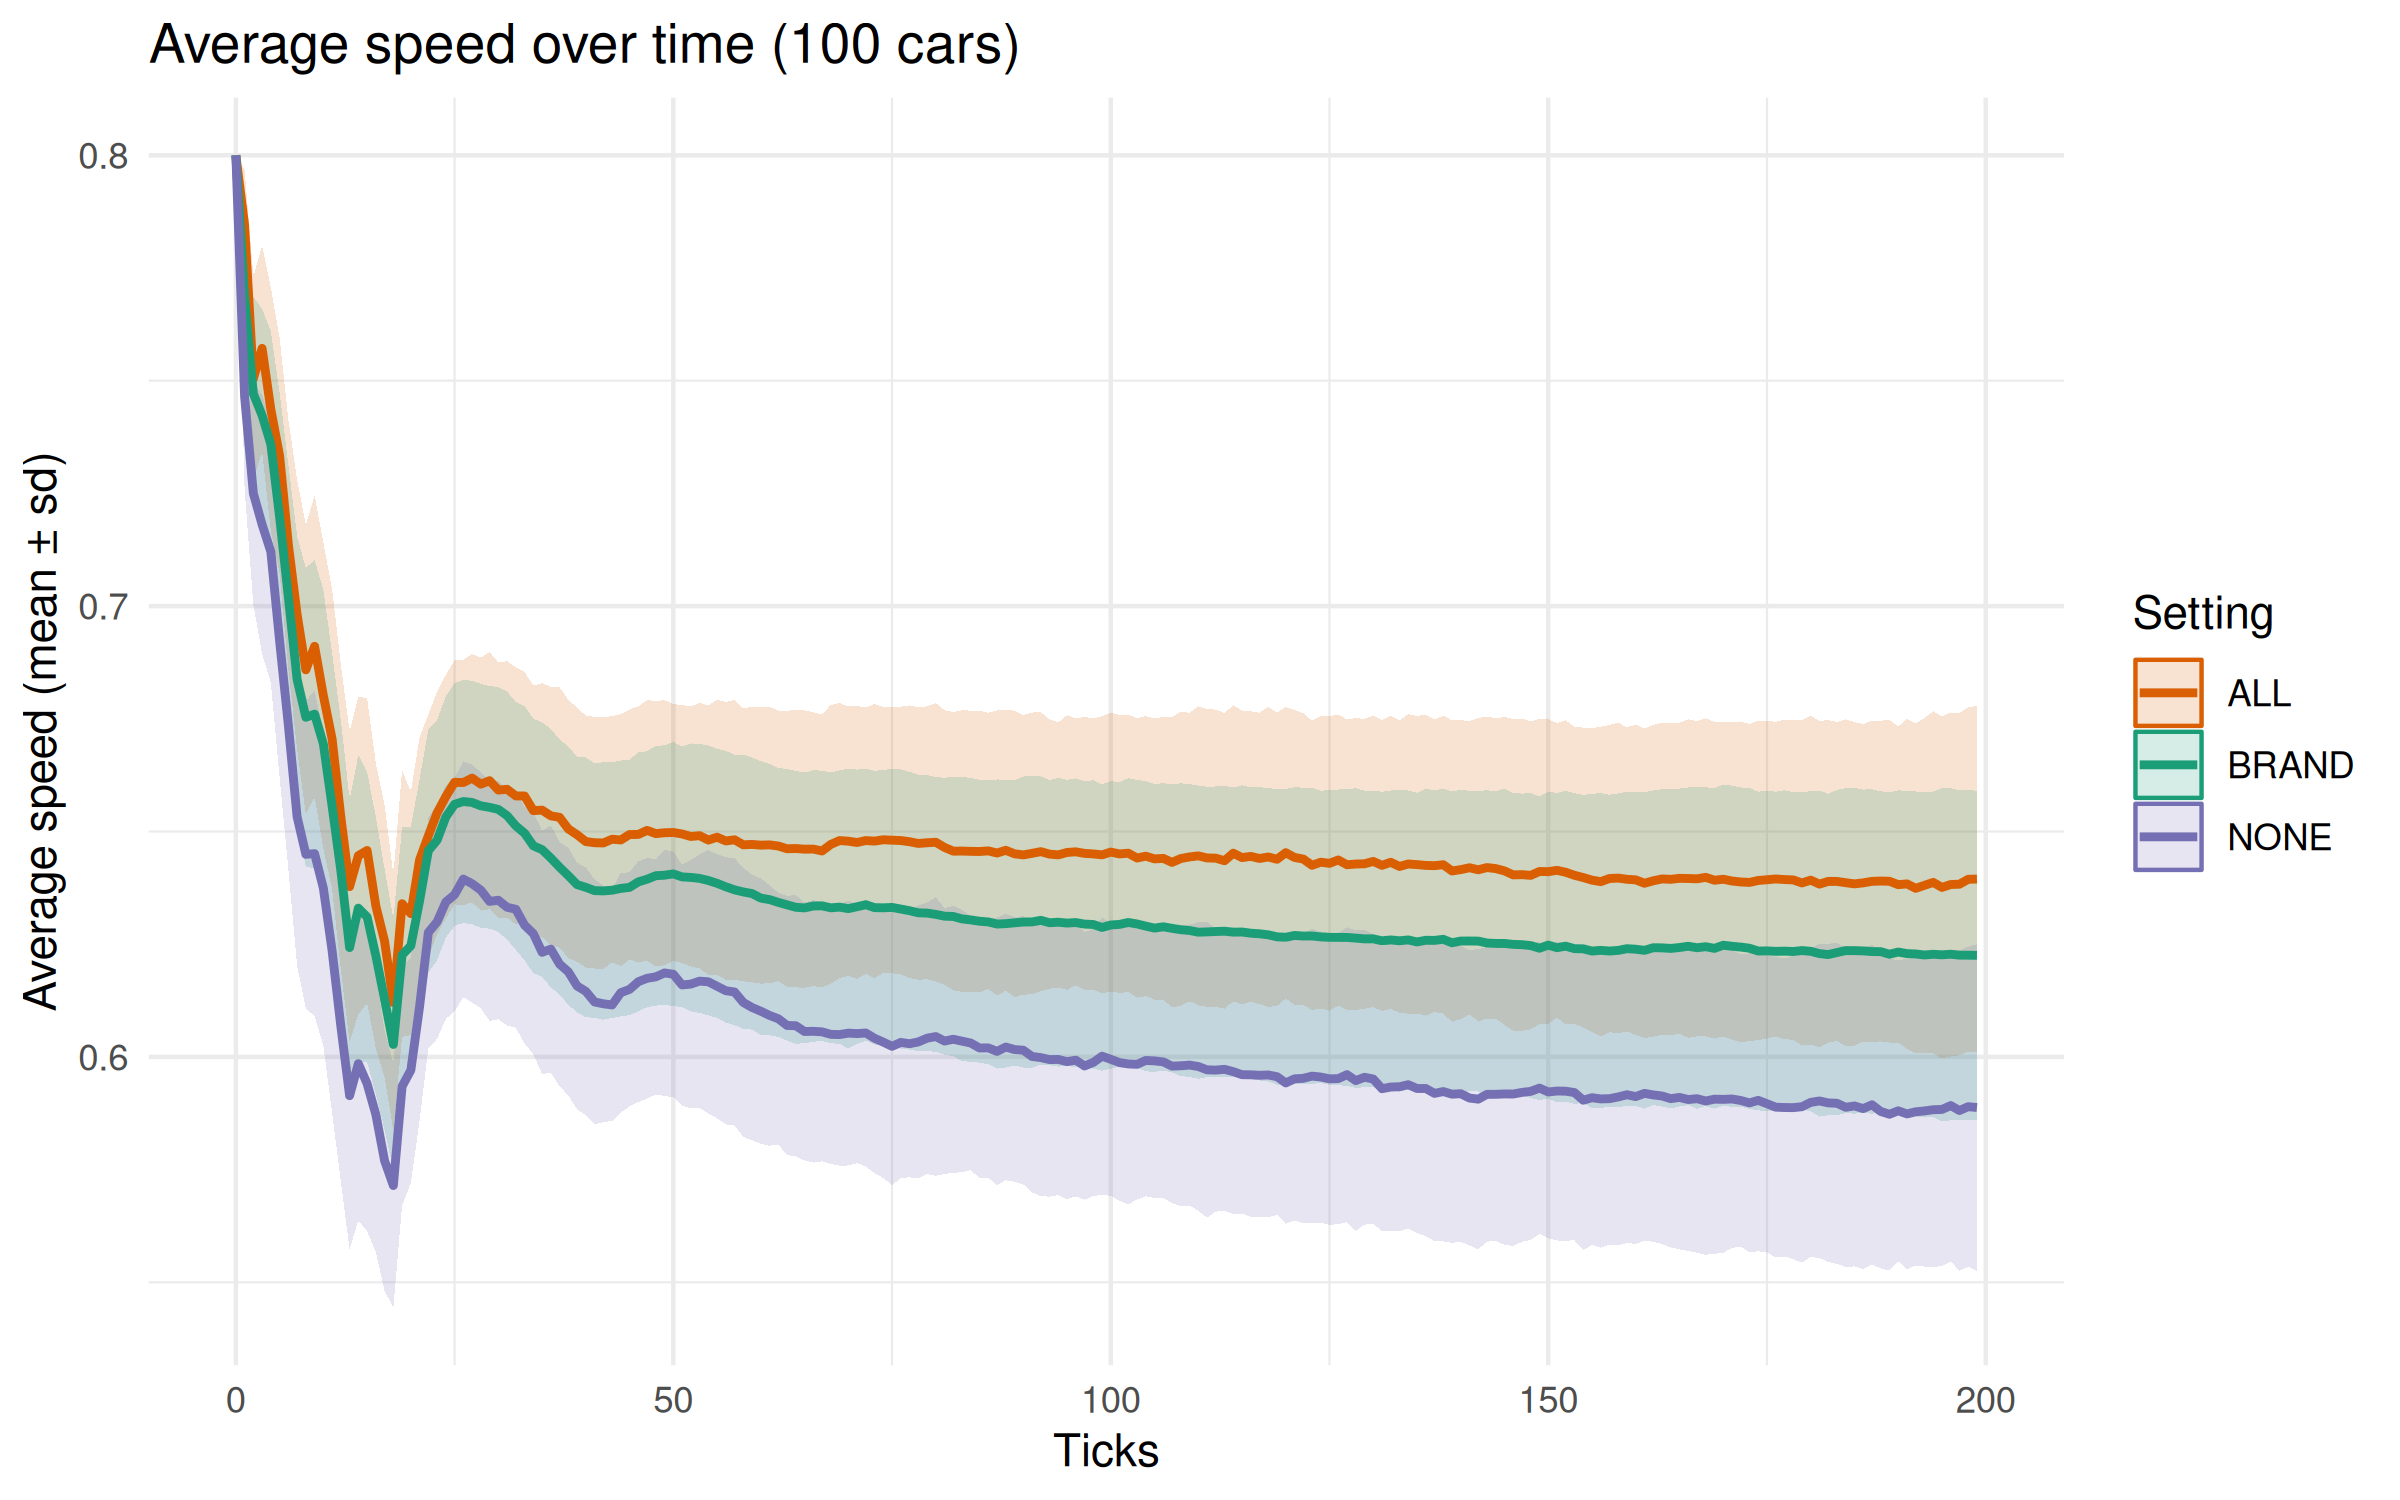 Average speed over time (100 cars)
Average speed (mean ± sd)
0.8
0.7
0.6
0
50
100
150
200
Ticks
Setting
ALL
BRAND
NONE